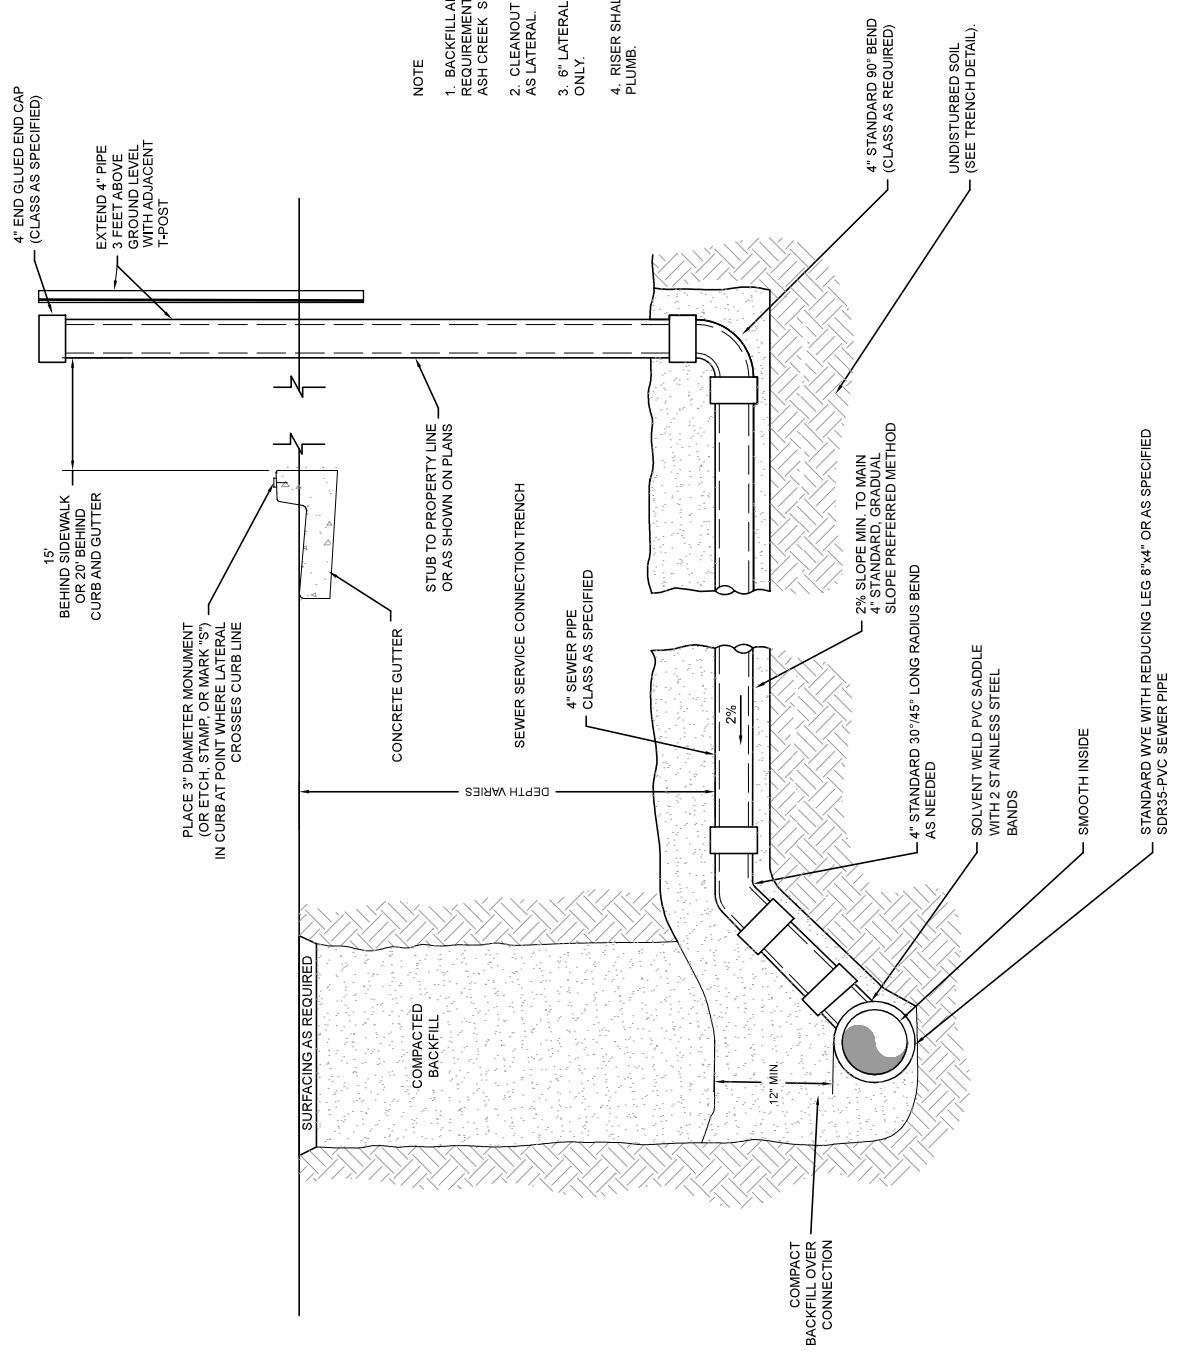 4" END GLUED END CAP
(CLASS AS SPECIFIED)
EXTEND 4" PIPE
3 FEET ABOVE
GROUND LEVEL
WITH ADJACENT
T-POST
15'
BEHIND SIDEWALK
OR 20' BEHIND
CURB AND GUTTER
PLACE 3" DIAMETER MONUMENT
(OR ETCH, STAMP, OR MARK "S")
IN CURB AT POINT WHERE LATERAL
CROSSES CURB LINE
CONCRETE GUTTER
STUB TO PROPERTY LINE
OR AS SHOWN ON PLANS
SEWER SERVICE CONNECTION TRENCH
4" SEWER PIPE
CLASS AS SPECIFIED
DEPTH VARIES
SURFACING AS REQUIRED
COMPACTED
BACKFILL
2%
12" MIN.
COMPACT
BACKFILL OVER
CONNECTION
NOTE
1. BACKFILL
REQUIREMENT
ASH CREEK S
2. CLEANOUT
AS LATERAL.
3. 6" LATERAL
ONLY.
4. RISER SHAL
PLUMB.
4" STANDARD 90° BEND
(CLASS AS REQUIRED)
UNDISTURBED SOIL
(SEE TRENCH DETAIL).
2% SLOPE MIN. TO MAIN
4" STANDARD, GRADUAL
SLOPE PREFERRED METHOD
4" STANDARD 30°/45° LONG RADIUS BEND
AS NEEDED
SOLVENT WELD PVC SADDLE
WITH 2 STAINLESS STEEL
BANDS
SMOOTH INSIDE
STANDARD WYE WITH REDUCING LEG 8"x4" OR AS SPECIFIED
SDR35-PVC SEWER PIPE